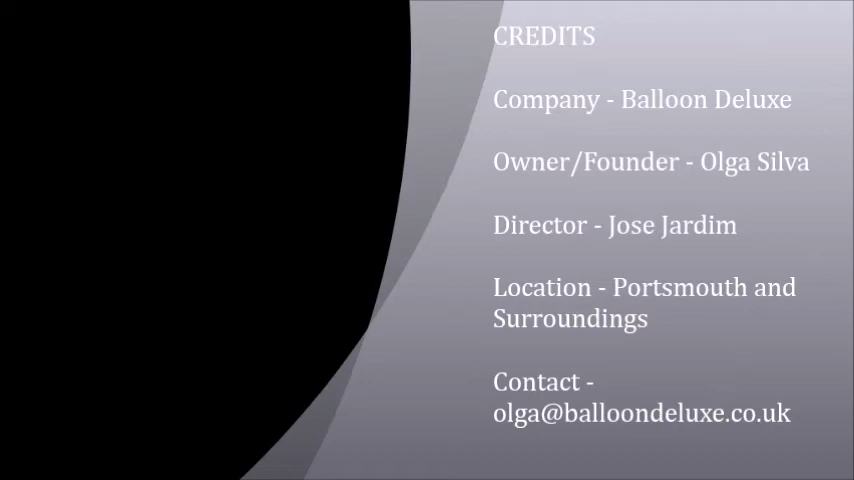 CREDITS
Company - Balloon Deluxe
Owner/Founder - Olga Silva
Director - Jose Jardim
Location - Portsmouth and
Surroundings
Contact -
olga@balloondeluxe.co.uk